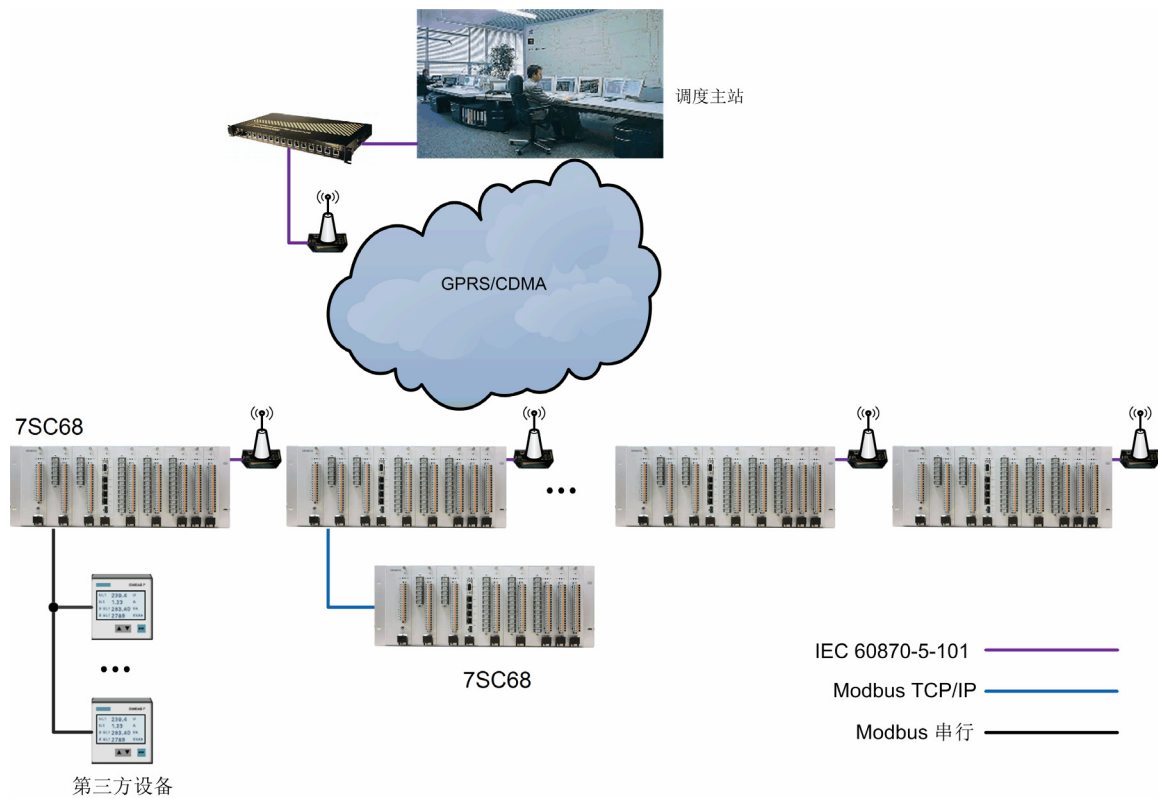 调度主站
GPRS/CDMA
7SC68
7SC68
IEC 60870-5-101
Modbus TCP/IP
Modbus 串行
第三方设备